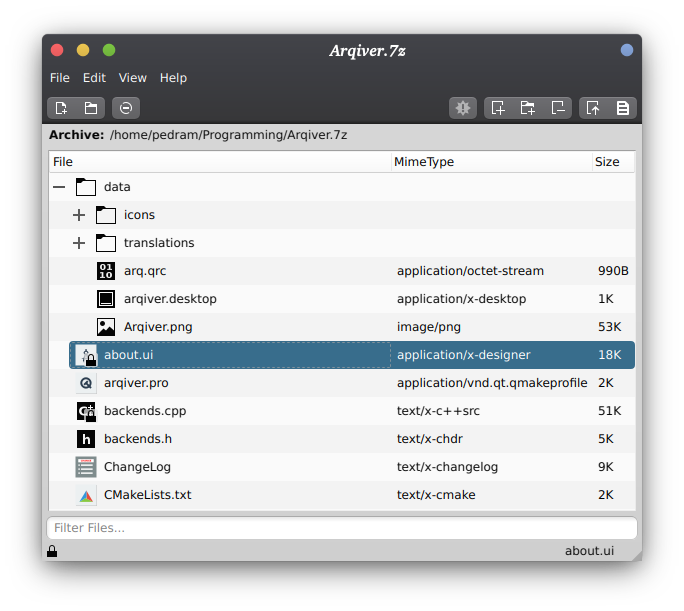 Arqiver.7z
File Edit View Help
Archive: /home/pedram/Programming/Arqiver.7z
File MimeType Size
data
icons
translations
arq.qrc application/octet-stream 990B
arqiver.desktop application/x-desktop 1K
Arqiver.png image/png 53K
about.ui application/x-designer 18K
arqiver.pro application/vnd.qt.qmakeprofile 2K
backends.cpp text/x-c++src 51K
backends.h text/x-chdr 5K
ChangeLog text/x-changelog 9K
CMakeLists.txt text/x-cmake 2K
Filter Files...
about.ui